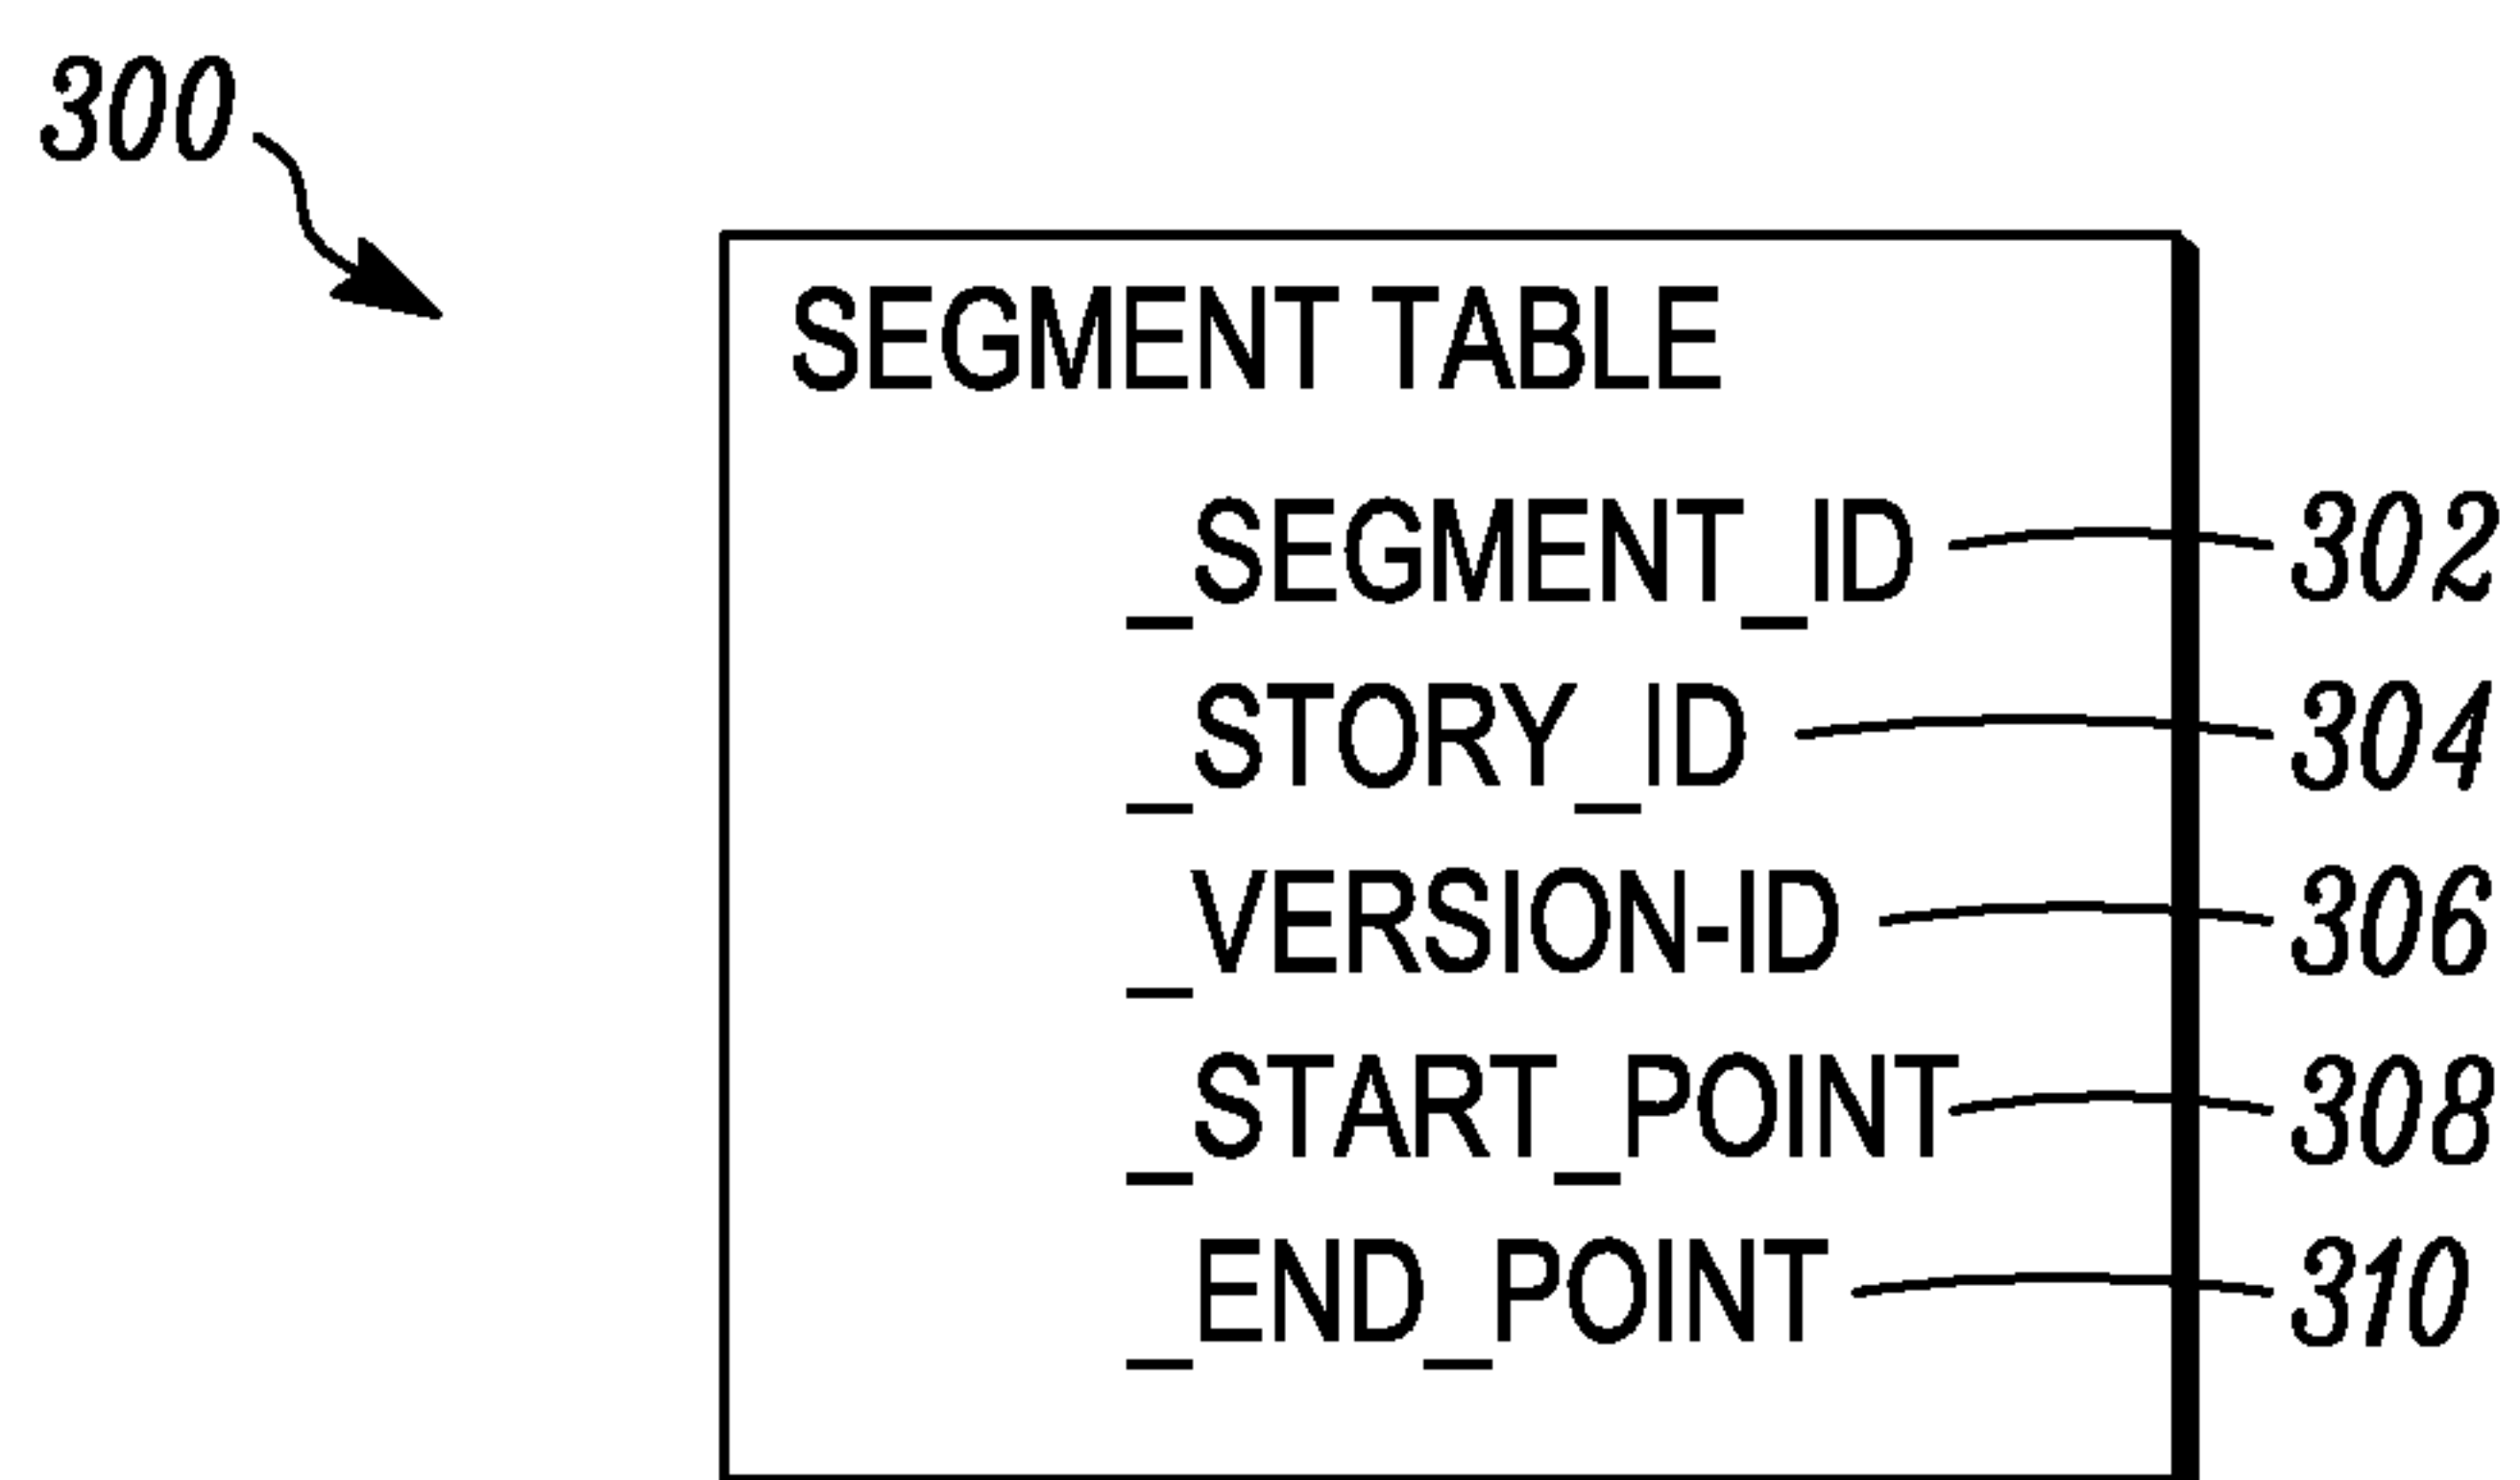 300
SEGMENT TABLE
_SEGMENT_ID 302
_STORY_ID 304
_VERSION-ID 306
_START_POINT 308
_END_POINT 310